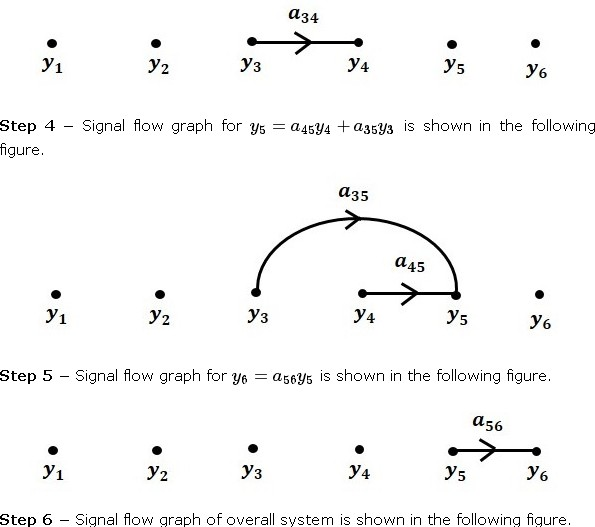 a₃₄
y₁ y₂ y₃ y₄ y₅ y₆
Step 4 – Signal flow graph for y₅ = a₄₅y₄ + a₃₅y₃ is shown in the following
figure.
a₃₅
a₄₅
y₁ y₂ y₃ y₄ y₅ y₆
Step 5 – Signal flow graph for y₆ = a₅₆y₅ is shown in the following figure.
a₅₆
y₁ y₂ y₃ y₄ y₅ y₆
Step 6 – Signal flow graph of overall system is shown in the following figure.